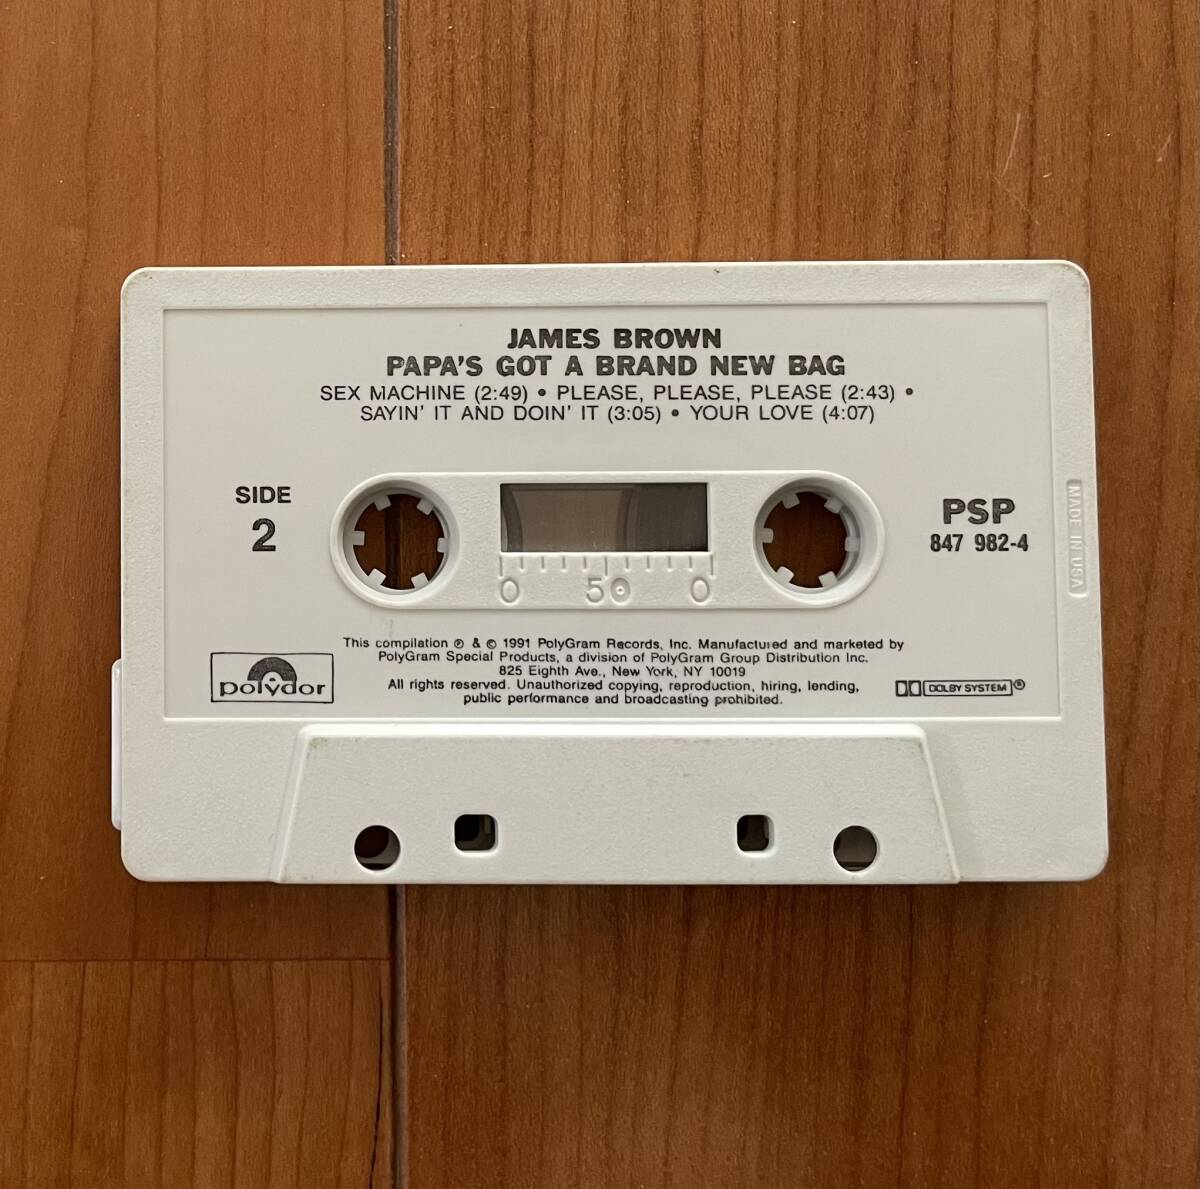 JAMES BROWN
PAPA'S GOT A BRAND NEW BAG
SEX MACHINE (2:49) • PLEASE, PLEASE, PLEASE (2:43) •
SAYIN' IT AND DOIN' IT (3:05) • YOUR LOVE (4:07)
SIDE
2
PSP
847 982-4
MADE IN USA
0 50 0
This compilation ℗ & © 1991 PolyGram Records, Inc. Manufactured and marketed by
PolyGram Special Products, a division of PolyGram Group Distribution Inc.
825 Eighth Ave., New York, NY 10019
All rights reserved. Unauthorized copying, reproduction, hiring, lending,
public performance and broadcasting prohibited.
polydor
DOLBY SYSTEM ®